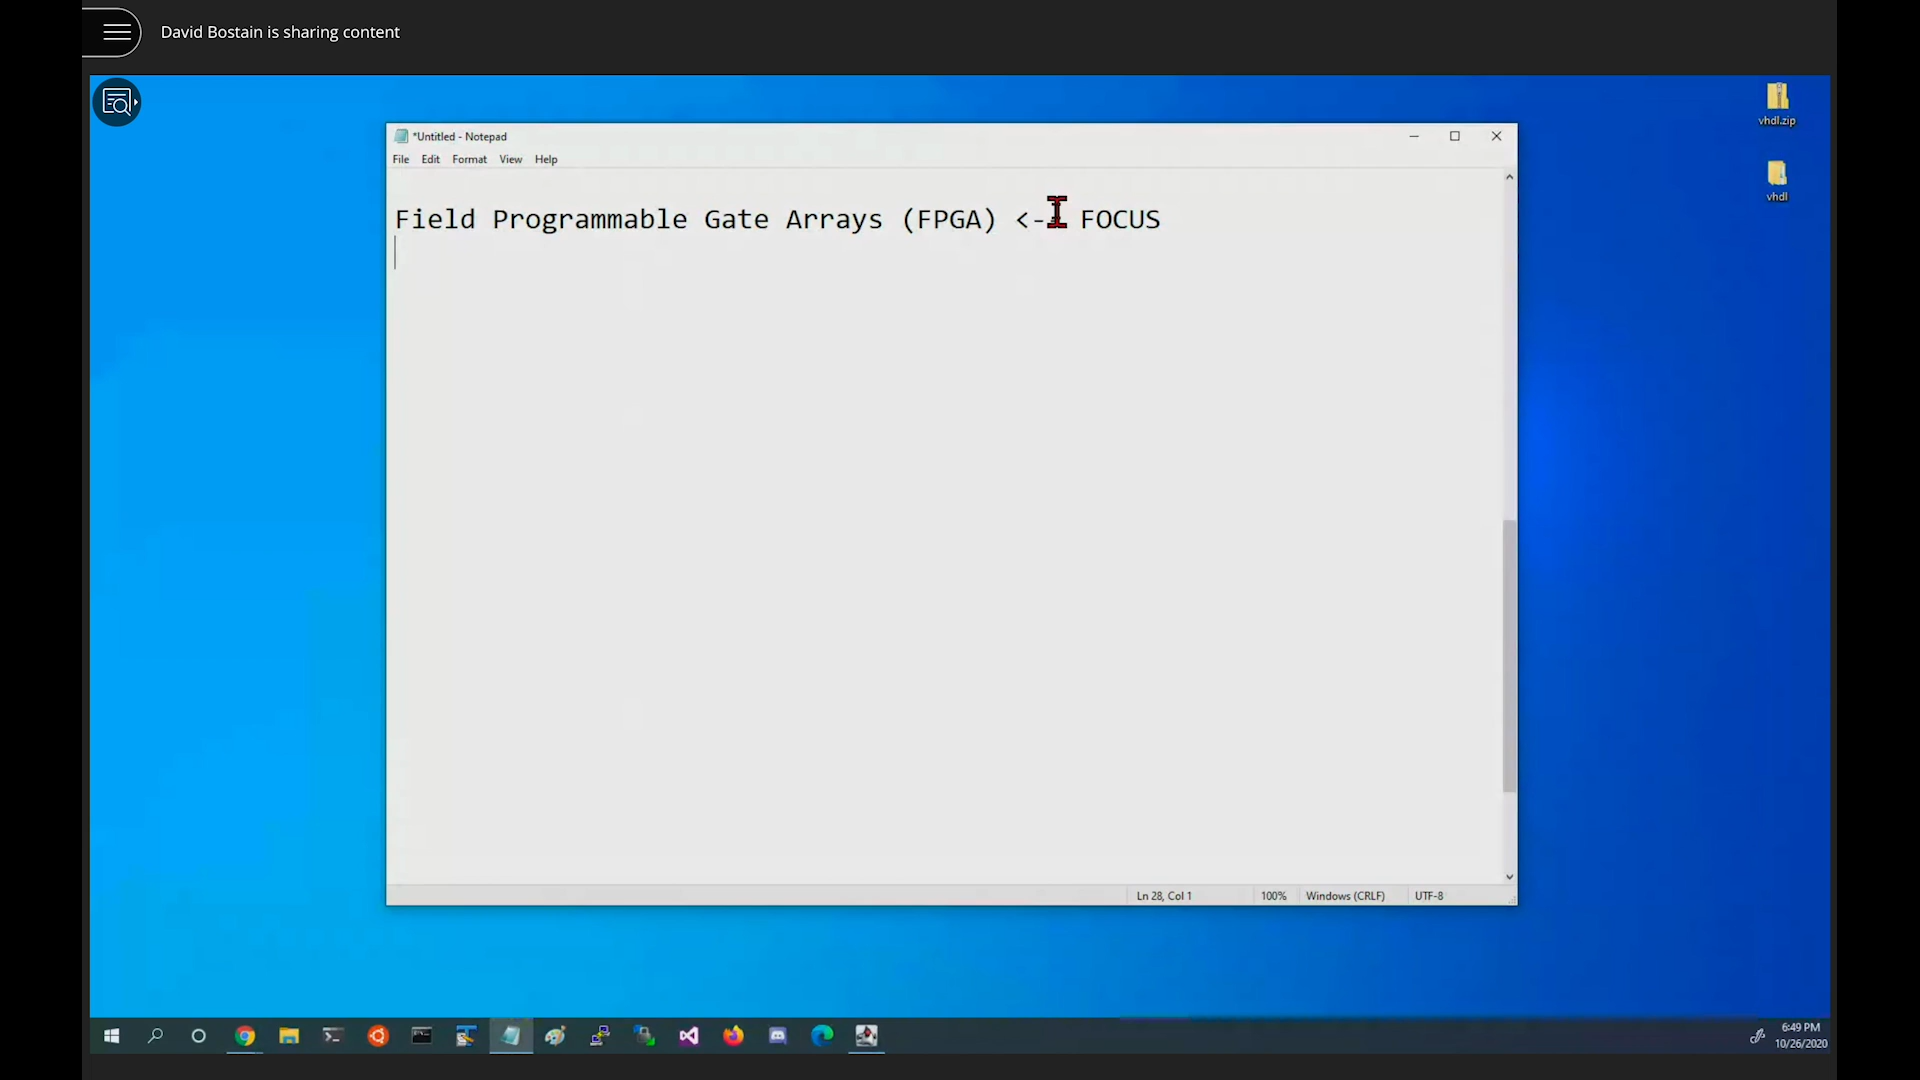 David Bostain is sharing content
vhdl.zip
*Untitled - Notepad
File Edit Format View Help
vhdl
Field Programmable Gate Arrays (FPGA) <-- FOCUS
Ln 28, Col 1 100% Windows (CRLF) UTF-8
6:49 PM
10/26/2020